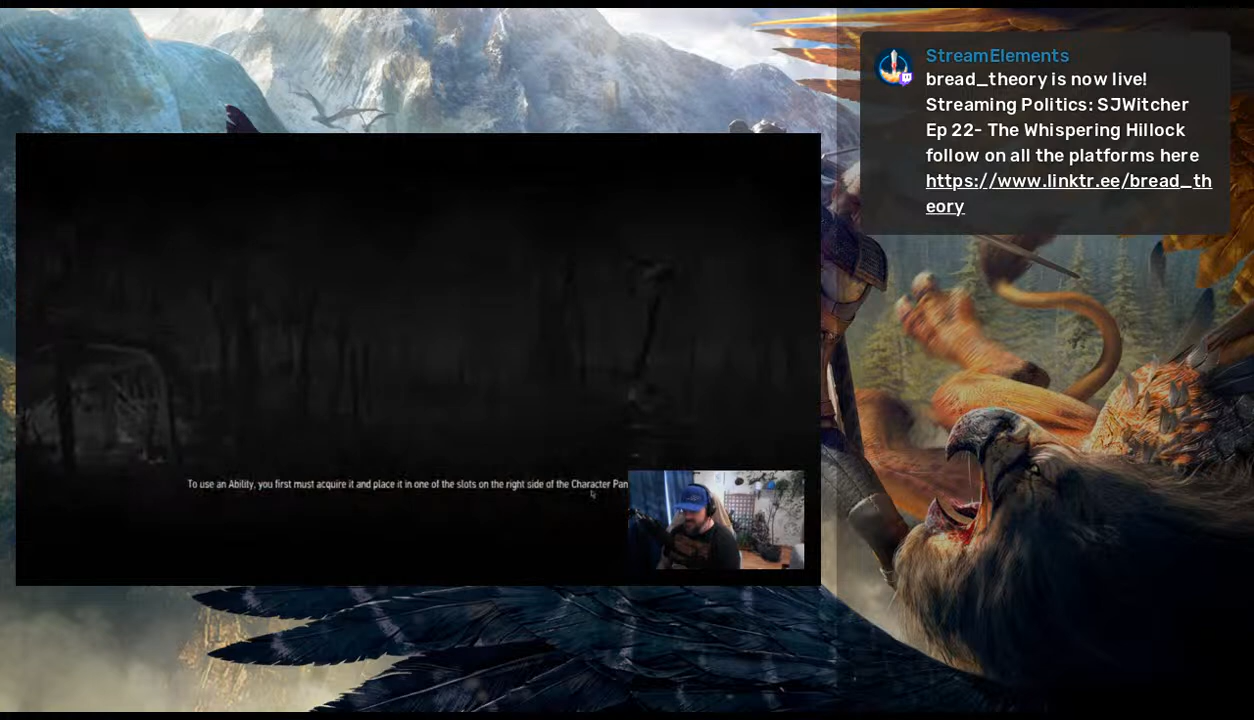 StreamElements
bread_theory is now live!
Streaming Politics: SJWitcher
Ep 22- The Whispering Hillock
follow on all the platforms here
https://www.linktr.ee/bread_th
eory
To use an Ability, you first must acquire it and place it in one of the slots on the right side of the Character Pan